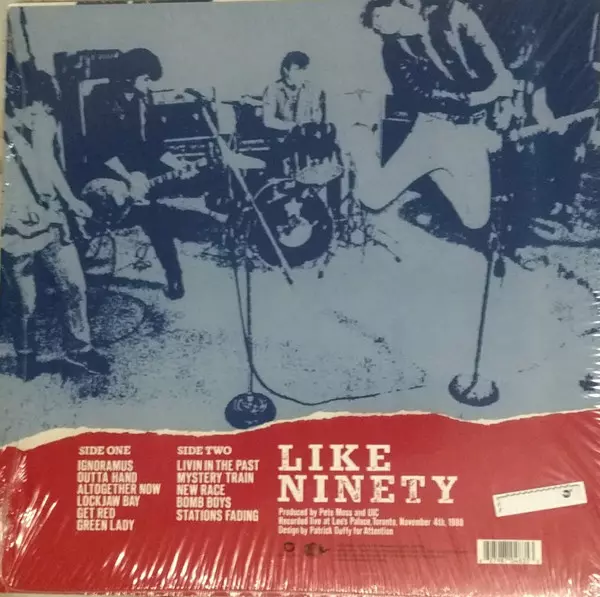 SIDE ONE
IGNORAMUS
OUTTA HAND
ALTOGETHER NOW
LOCKJAW BAY
GET RED
GREEN LADY
SIDE TWO
LIVIN IN THE PAST
MYSTERY TRAIN
NEW RACE
BOMB BOYS
STATIONS FADING
LIKE
NINETY
Produced by Pete Moss and UIC
Recorded live at Lee's Palace, Toronto, November 4th, 1988
Design by Patrick Duffy for Attention